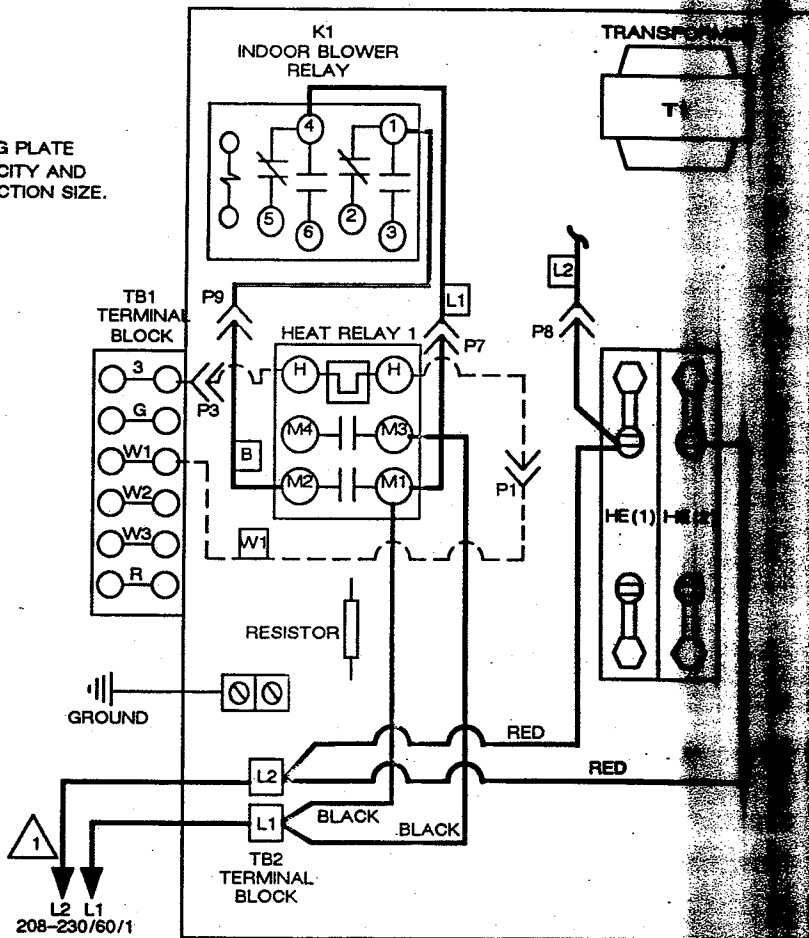 K1
INDOOR BLOWER
RELAY
G PLATE
CITY AND
CTION SIZE.
4
1
5
6
2
3
T1
L2
L1
TB1
TERMINAL
BLOCK
P9
P7
P8
HEAT RELAY 1
3
G
W1
W2
W3
R
P3
H
H
M4
M3
M2
M1
B
P1
W1
HE(1)
RESISTOR
GROUND
RED
RED
L2
L1
BLACK
BLACK
TB2
TERMINAL
BLOCK
1
L2 L1
208-230/60/1